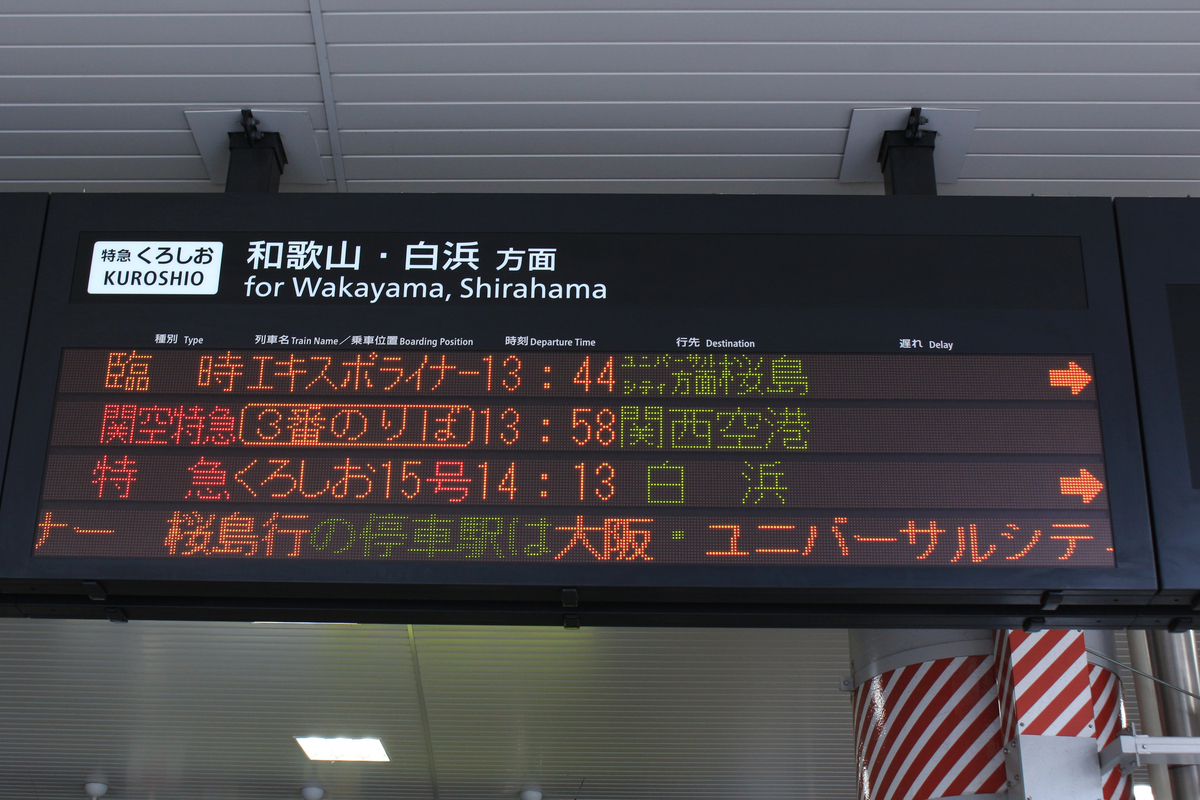 特急 くろしお
KUROSHIO
和歌山・白浜 方面
for Wakayama, Shirahama
種別 Type 列車名 Train Name／乗車位置 Boarding Position 時刻 Departure Time 行先 Destination 遅れ Delay
臨 時 エキスポライナー 13:44 ユニバーサル シティ方面 桜島 →
関空特急 (3番のりば) 13:58 関西空港
特 急 くろしお15号 14:13 白 浜 →
ナー 桜島行の停車駅は大阪・ユニバーサルシティ